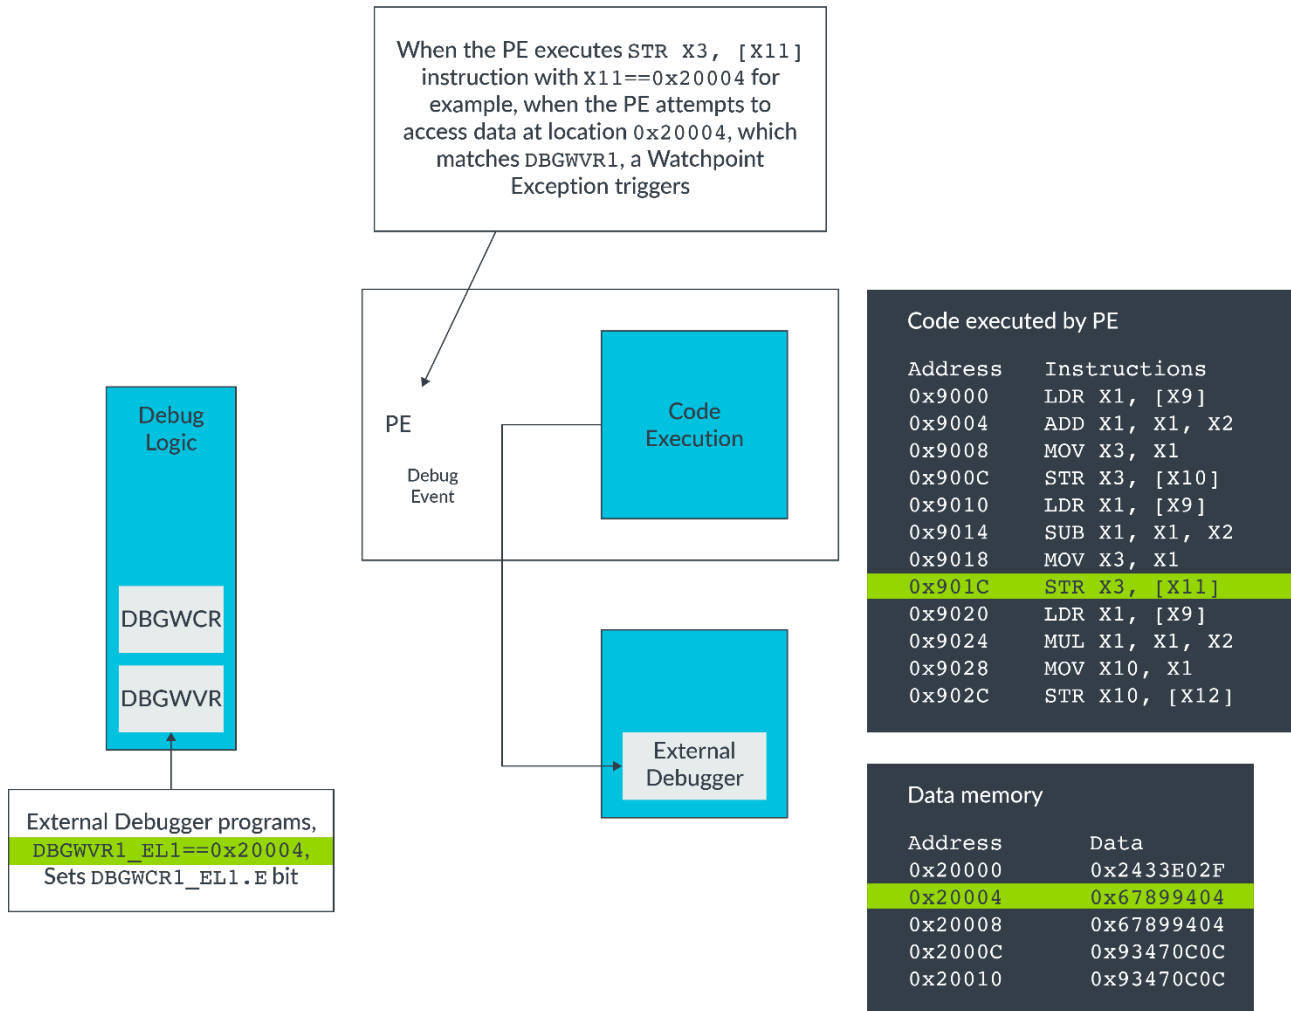 When the PE executes STR X3, [X11]
instruction with X11==0x20004 for
example, when the PE attempts to
access data at location 0x20004, which
matches DBGWVR1, a Watchpoint
Exception triggers
Debug
Logic
DBGWCR
DBGWVR
External Debugger programs,
DBGWVR1_EL1==0x20004,
Sets DBGWCR1_EL1.E bit
PE
Debug
Event
Code
Execution
External
Debugger
Code executed by PE
Address Instructions
0x9000 LDR X1, [X9]
0x9004 ADD X1, X1, X2
0x9008 MOV X3, X1
0x900C STR X3, [X10]
0x9010 LDR X1, [X9]
0x9014 SUB X1, X1, X2
0x9018 MOV X3, X1
0x901C STR X3, [X11]
0x9020 LDR X1, [X9]
0x9024 MUL X1, X1, X2
0x9028 MOV X10, X1
0x902C STR X10, [X12]
Data memory
Address Data
0x20000 0x2433E02F
0x20004 0x67899404
0x20008 0x67899404
0x2000C 0x93470C0C
0x20010 0x93470C0C